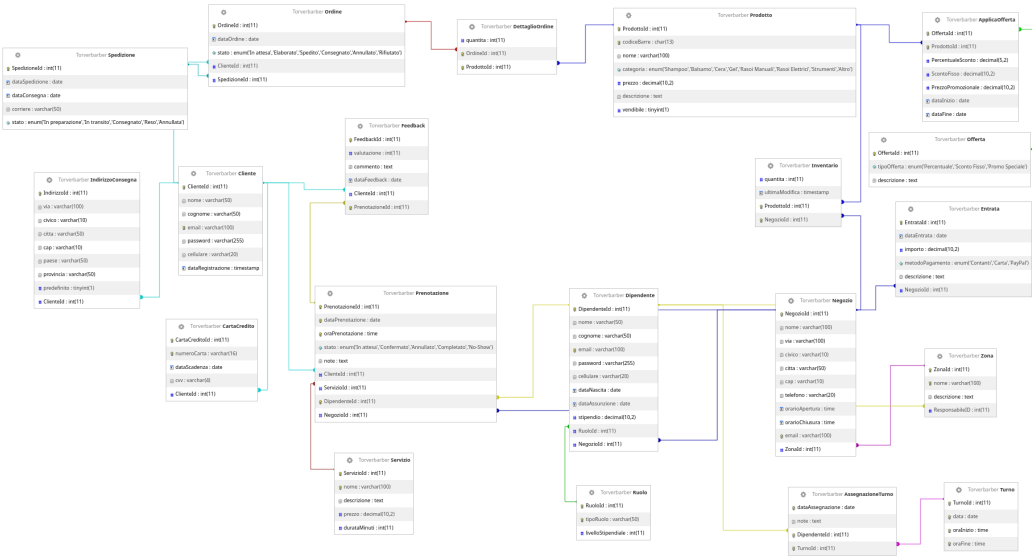 Torverbarber Ordine
OrdineId : int(11)
dataOrdine : date
stato : enum('In attesa','Elaborato','Spedito','Consegnato','Annullato','Rifiutato')
ClienteId : int(11)
SpedizioneId : int(11)
Torverbarber DettaglioOrdine
quantita : int(11)
OrdineId : int(11)
ProdottoId : int(11)
Torverbarber Prodotto
ProdottoId : int(11)
codiceBarre : char(13)
nome : varchar(100)
categoria : enum('Shampoo','Balsamo','Cera','Gel','Rasoi Manuali','Rasoi Elettrici','Strumenti','Altro')
prezzo : decimal(10,2)
descrizione : text
vendibile : tinyint(1)
Torverbarber ApplicaOfferta
OffertaId : int(11)
ProdottoId : int(11)
PercentualeSconto : decimal(5,2)
ScontoFisso : decimal(10,2)
PrezzoPromozionale : decimal(10,2)
dataInizio : date
dataFine : date
Torverbarber Spedizione
SpedizioneId : int(11)
dataSpedizione : date
dataConsegna : date
corriere : varchar(50)
stato : enum('In preparazione','In transito','Consegnato','Reso','Annullata')
Torverbarber Feedback
FeedbackId : int(11)
valutazione : int(11)
commento : text
dataFeedback : date
ClienteId : int(11)
PrenotazioneId : int(11)
Torverbarber Offerta
OffertaId : int(11)
tipoOfferta : enum('Percentuale','Sconto Fisso','Promo Speciale')
descrizione : text
Torverbarber IndirizzoConsegna
IndirizzoId : int(11)
via : varchar(100)
civico : varchar(10)
citta : varchar(50)
cap : varchar(10)
paese : varchar(50)
provincia : varchar(50)
predefinito : tinyint(1)
ClienteId : int(11)
Torverbarber Cliente
ClienteId : int(11)
nome : varchar(50)
cognome : varchar(50)
email : varchar(100)
password : varchar(255)
cellulare : varchar(20)
dataRegistrazione : timestamp
Torverbarber Inventario
quantita : int(11)
ultimaModifica : timestamp
ProdottoId : int(11)
NegozioId : int(11)
Torverbarber Entrata
EntrataId : int(11)
dataEntrata : date
importo : decimal(10,2)
metodoPagamento : enum('Contanti','Carta','PayPal')
descrizione : text
NegozioId : int(11)
Torverbarber CartaCredito
CartaCreditoId : int(11)
numeroCarta : varchar(16)
dataScadenza : date
cvv : varchar(4)
ClienteId : int(11)
Torverbarber Prenotazione
PrenotazioneId : int(11)
dataPrenotazione : date
oraPrenotazione : time
stato : enum('In attesa','Confermato','Annullato','Completato','No-Show')
note : text
ClienteId : int(11)
ServizioId : int(11)
DipendenteId : int(11)
NegozioId : int(11)
Torverbarber Dipendente
DipendenteId : int(11)
nome : varchar(50)
cognome : varchar(50)
email : varchar(100)
password : varchar(255)
cellulare : varchar(20)
dataNascita : date
dataAssunzione : date
stipendio : decimal(10,2)
RuoloId : int(11)
NegozioId : int(11)
Torverbarber Negozio
NegozioId : int(11)
nome : varchar(100)
via : varchar(100)
civico : varchar(10)
citta : varchar(50)
cap : varchar(10)
telefono : varchar(20)
orarioApertura : time
orarioChiusura : time
email : varchar(100)
ZonaId : int(11)
Torverbarber Zona
ZonaId : int(11)
nome : varchar(100)
descrizione : text
ResponsabileID : int(11)
Torverbarber Servizio
ServizioId : int(11)
nome : varchar(100)
descrizione : text
prezzo : decimal(10,2)
durataMinuti : int(11)
Torverbarber Ruolo
RuoloId : int(11)
tipoRuolo : varchar(50)
livelloStipendiale : int(11)
Torverbarber AssegnazioneTurno
dataAssegnazione : date
note : text
DipendenteId : int(11)
TurnoId : int(11)
Torverbarber Turno
TurnoId : int(11)
data : date
oraInizio : time
oraFine : time